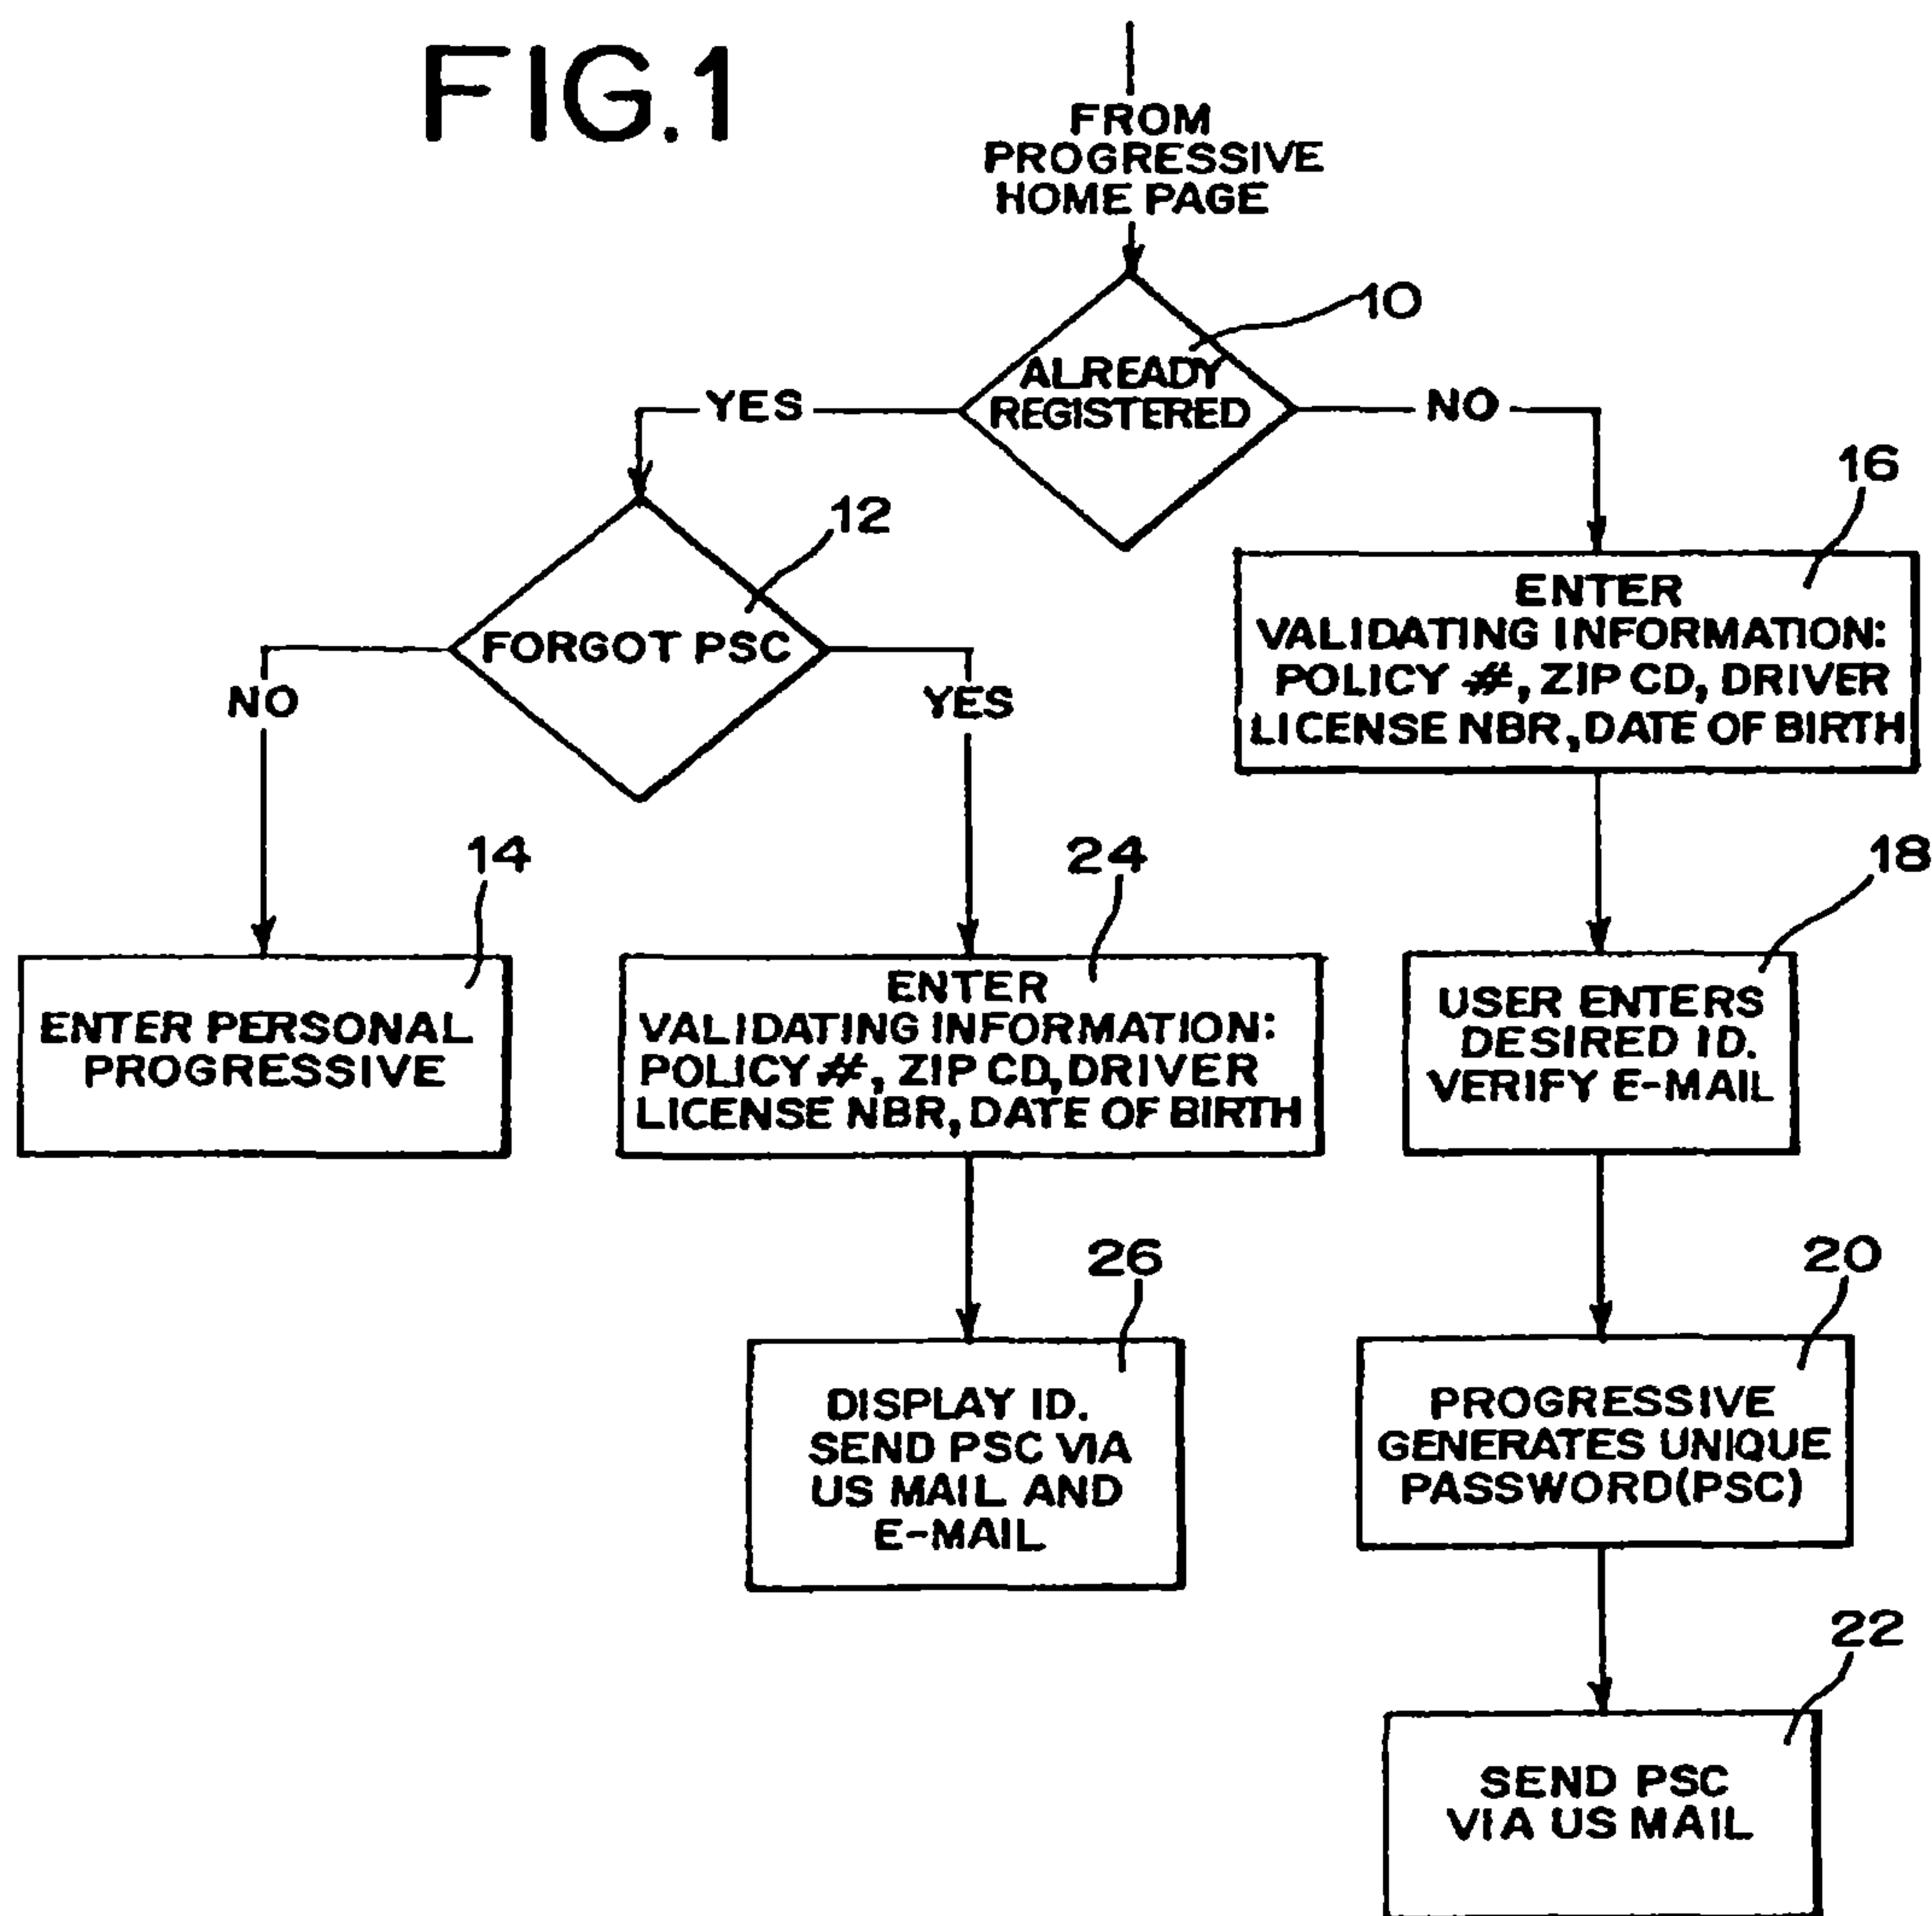 FIG.1
FROM
PROGRESSIVE
HOME PAGE
10
ALREADY
REGISTERED
YES
NO
12
FORGOT PSC
NO
YES
16
ENTER
VALIDATING INFORMATION:
POLICY #, ZIP CD, DRIVER
LICENSE NBR, DATE OF BIRTH
14
ENTER PERSONAL
PROGRESSIVE
24
ENTER
VALIDATING INFORMATION:
POLICY #, ZIP CD, DRIVER
LICENSE NBR, DATE OF BIRTH
18
USER ENTERS
DESIRED ID.
VERIFY E-MAIL
26
DISPLAY ID.
SEND PSC VIA
US MAIL AND
E-MAIL
20
PROGRESSIVE
GENERATES UNIQUE
PASSWORD(PSC)
22
SEND PSC
VIA US MAIL